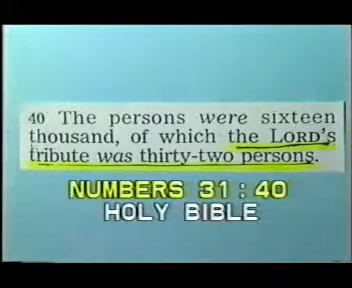 40 The persons were sixteen
thousand, of which the LORD'S
tribute was thirty-two persons.
NUMBERS 31:40
HOLY BIBLE